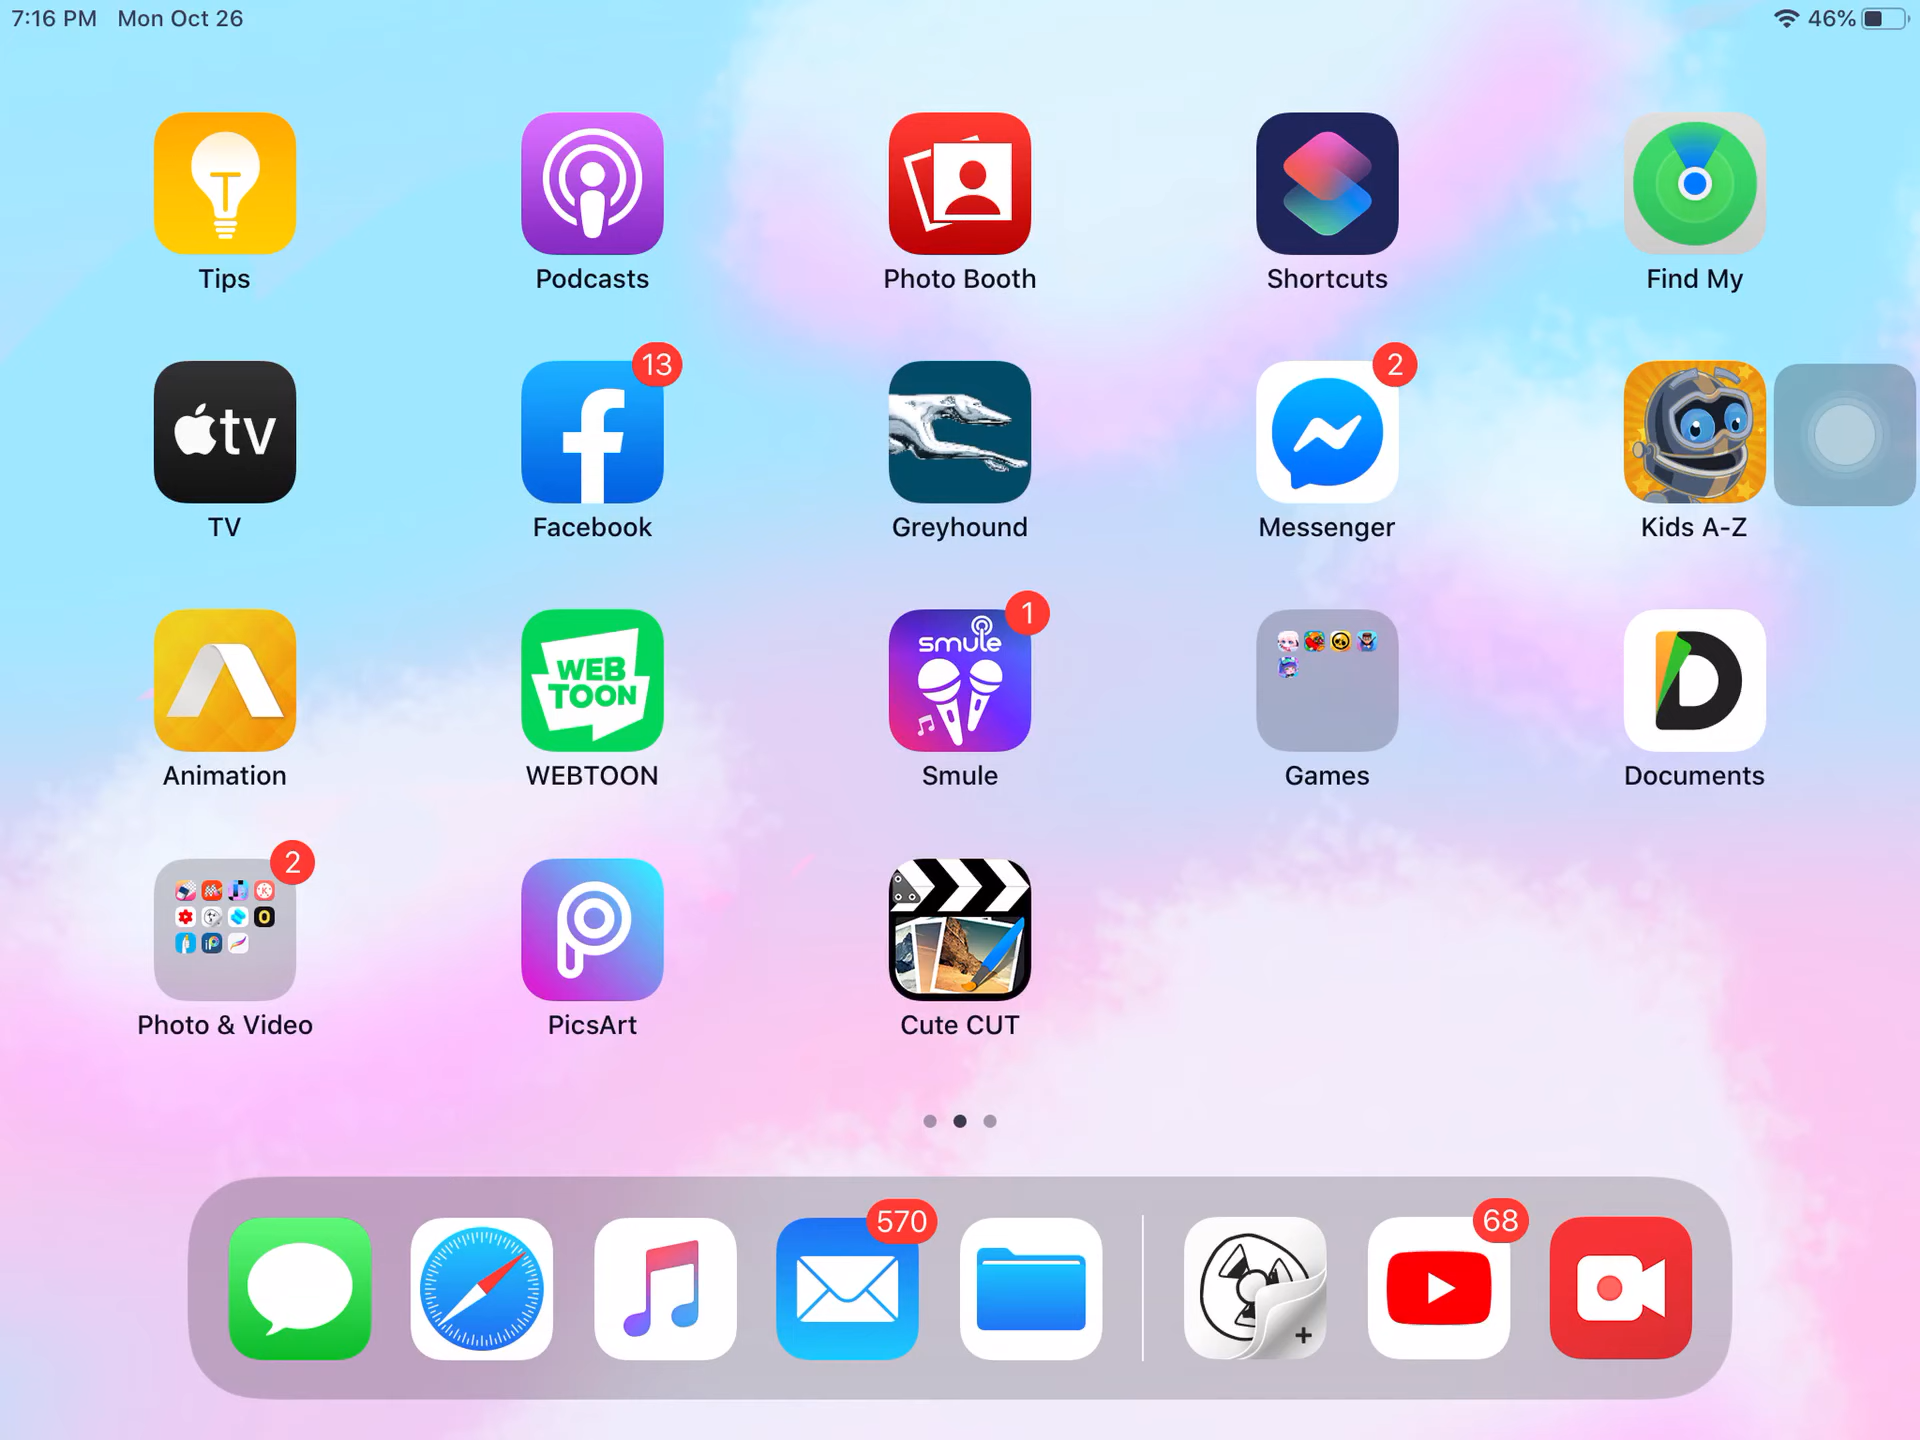 7:16 PM Mon Oct 26
46%
Tips
Podcasts
Photo Booth
Shortcuts
Find My
tv
13
2
TV
Facebook
Greyhound
Messenger
Kids A-Z
WEB
TOON
smule
1
Animation
WEBTOON
Smule
Games
Documents
2
Photo & Video
PicsArt
Cute CUT
570
68